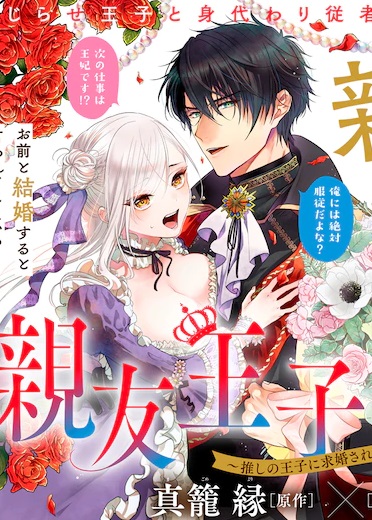 じらせ王子と身代わり従者
新
次の仕事は
王妃です!?
俺には絶対
服従だよな?
お前と結婚すると
親友王子
～推しの王子に求婚され
真籠 縁[原作]×